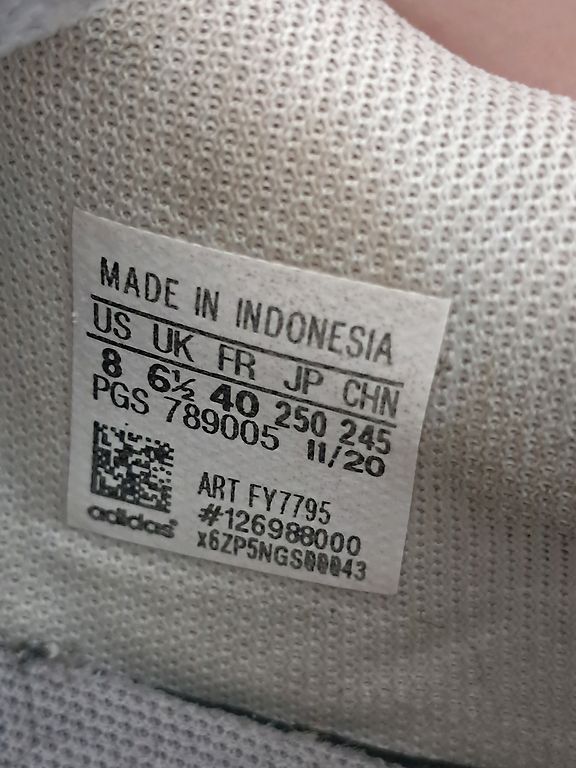 MADE IN INDONESIA
US UK FR JP CHN
8 6½ 40 250 245
PGS 789005 11/20
ART FY7795
#126988000
x6ZP5NGS00043
adidas